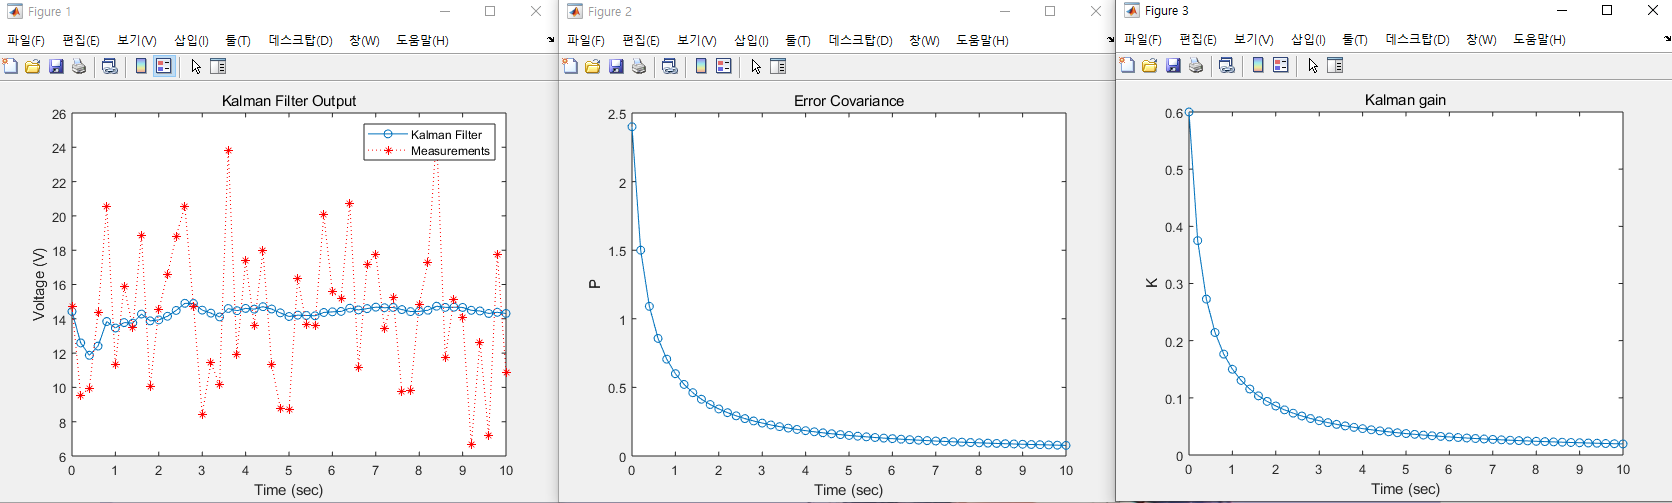 Figure 1
파일(F) 편집(E) 보기(V) 삽입(I) 툴(T) 데스크탑(D) 창(W) 도움말(H)
Kalman Filter Output
26
24
22
20
18
16
14
12
10
8
6
Voltage (V)
Kalman Filter
Measurements
0 1 2 3 4 5 6 7 8 9 10
Time (sec)
Figure 2
파일(F) 편집(E) 보기(V) 삽입(I) 툴(T) 데스크탑(D) 창(W) 도움말(H)
Error Covariance
2.5
2
1.5
1
0.5
0
P
0 1 2 3 4 5 6 7 8 9 10
Time (sec)
Figure 3
파일(F) 편집(E) 보기(V) 삽입(I) 툴(T) 데스크탑(D) 창(W) 도움말(H)
Kalman gain
0.6
0.5
0.4
0.3
0.2
0.1
0
K
0 1 2 3 4 5 6 7 8 9 10
Time (sec)